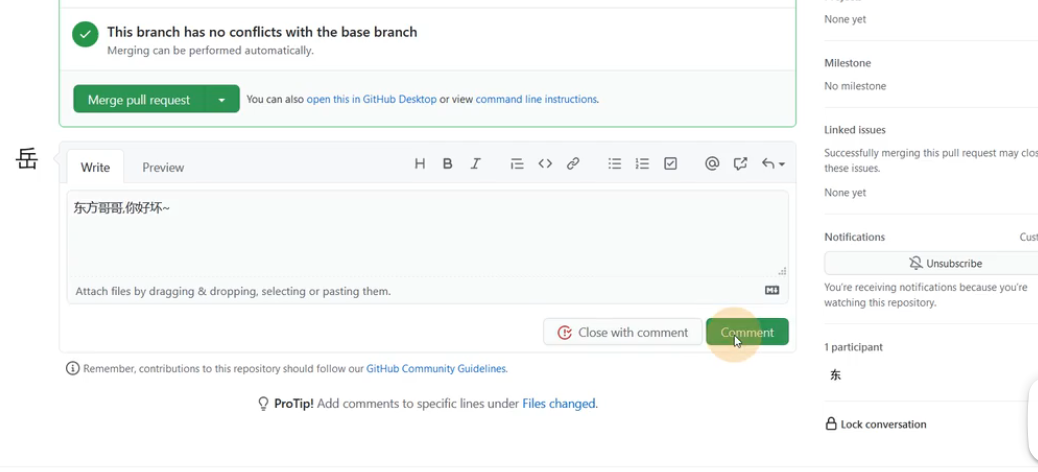 None yet
This branch has no conflicts with the base branch
Merging can be performed automatically.
Milestone
No milestone
Merge pull request
You can also open this in GitHub Desktop or view command line instructions.
Linked issues
Successfully merging this pull request may clos
these issues.
None yet
岳
Write Preview
东方哥哥,你好坏~
Attach files by dragging & dropping, selecting or pasting them.
Close with comment Comment
Remember, contributions to this repository should follow our GitHub Community Guidelines.
ProTip! Add comments to specific lines under Files changed.
Notifications Cust
Unsubscribe
You're receiving notifications because you're
watching this repository.
1 participant
东
Lock conversation